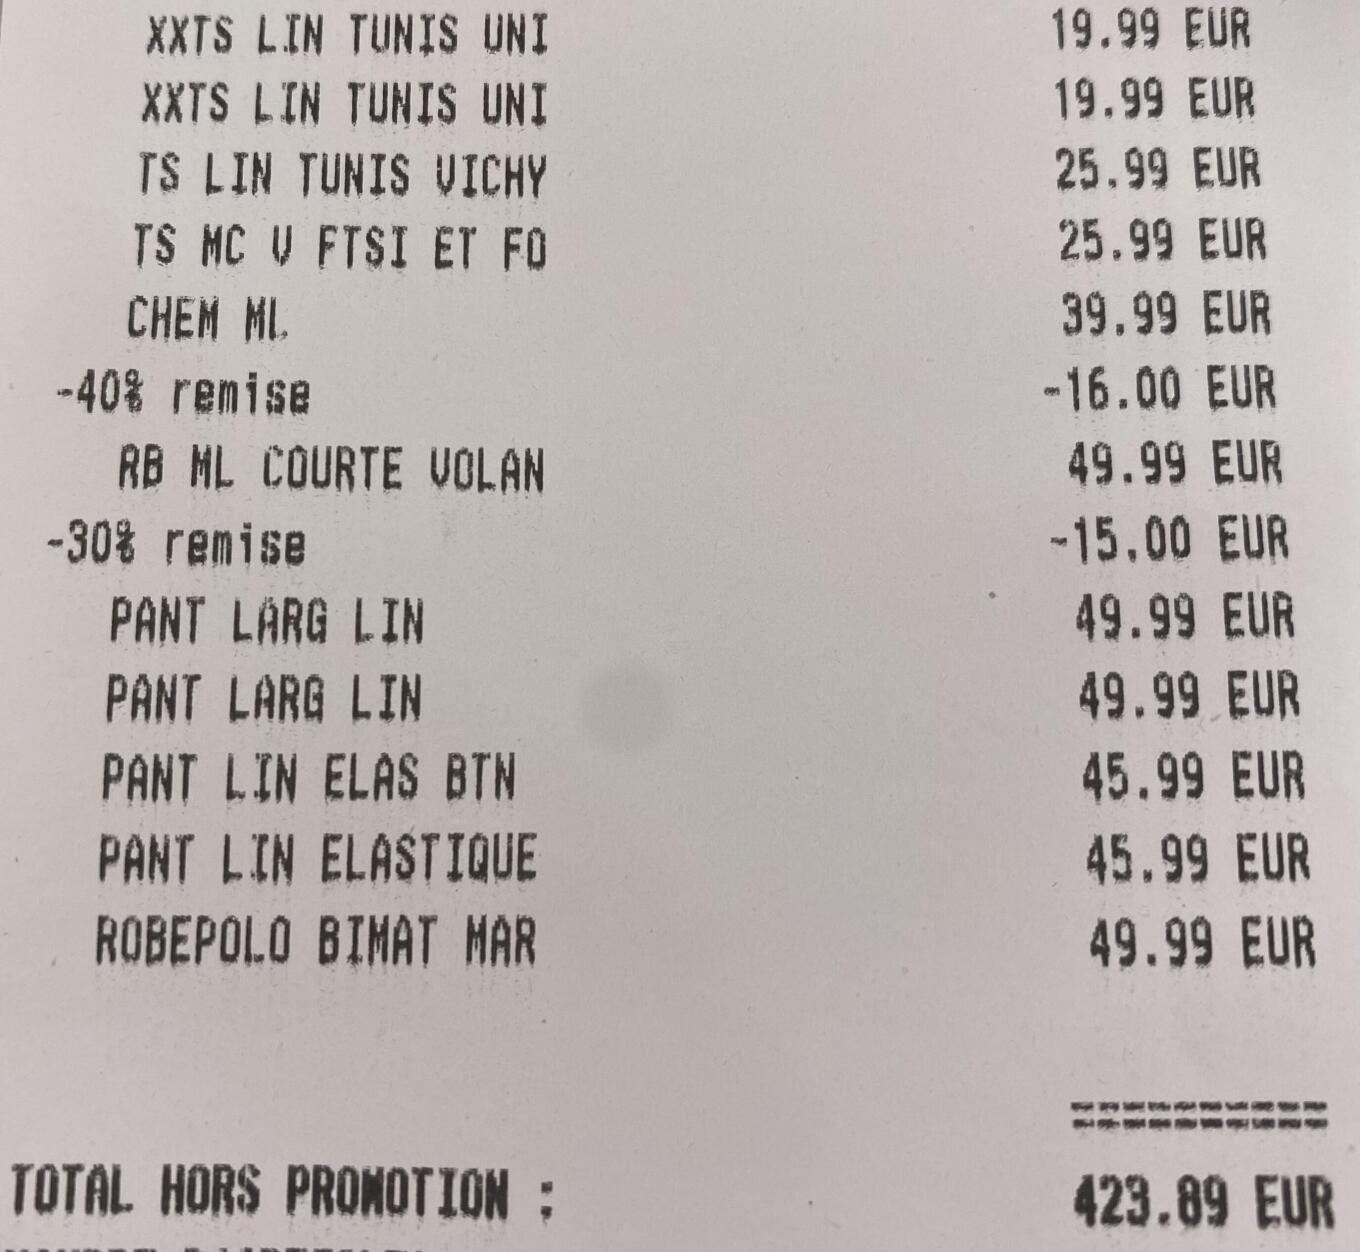 XXTS LIN TUNIS UNI 19.99 EUR
XXTS LIN TUNIS UNI 19.99 EUR
TS LIN TUNIS VICHY 25.99 EUR
TS MC V FTSI ET FO 25.99 EUR
CHEM ML 39.99 EUR
-40% remise -16.00 EUR
RB ML COURTE VOLAN 49.99 EUR
-30% remise -15.00 EUR
PANT LARG LIN 49.99 EUR
PANT LARG LIN 49.99 EUR
PANT LIN ELAS BTN 45.99 EUR
PANT LIN ELASTIQUE 45.99 EUR
ROBEPOLO BIMAT MAR 49.99 EUR
==========
TOTAL HORS PROMOTION : 423.89 EUR